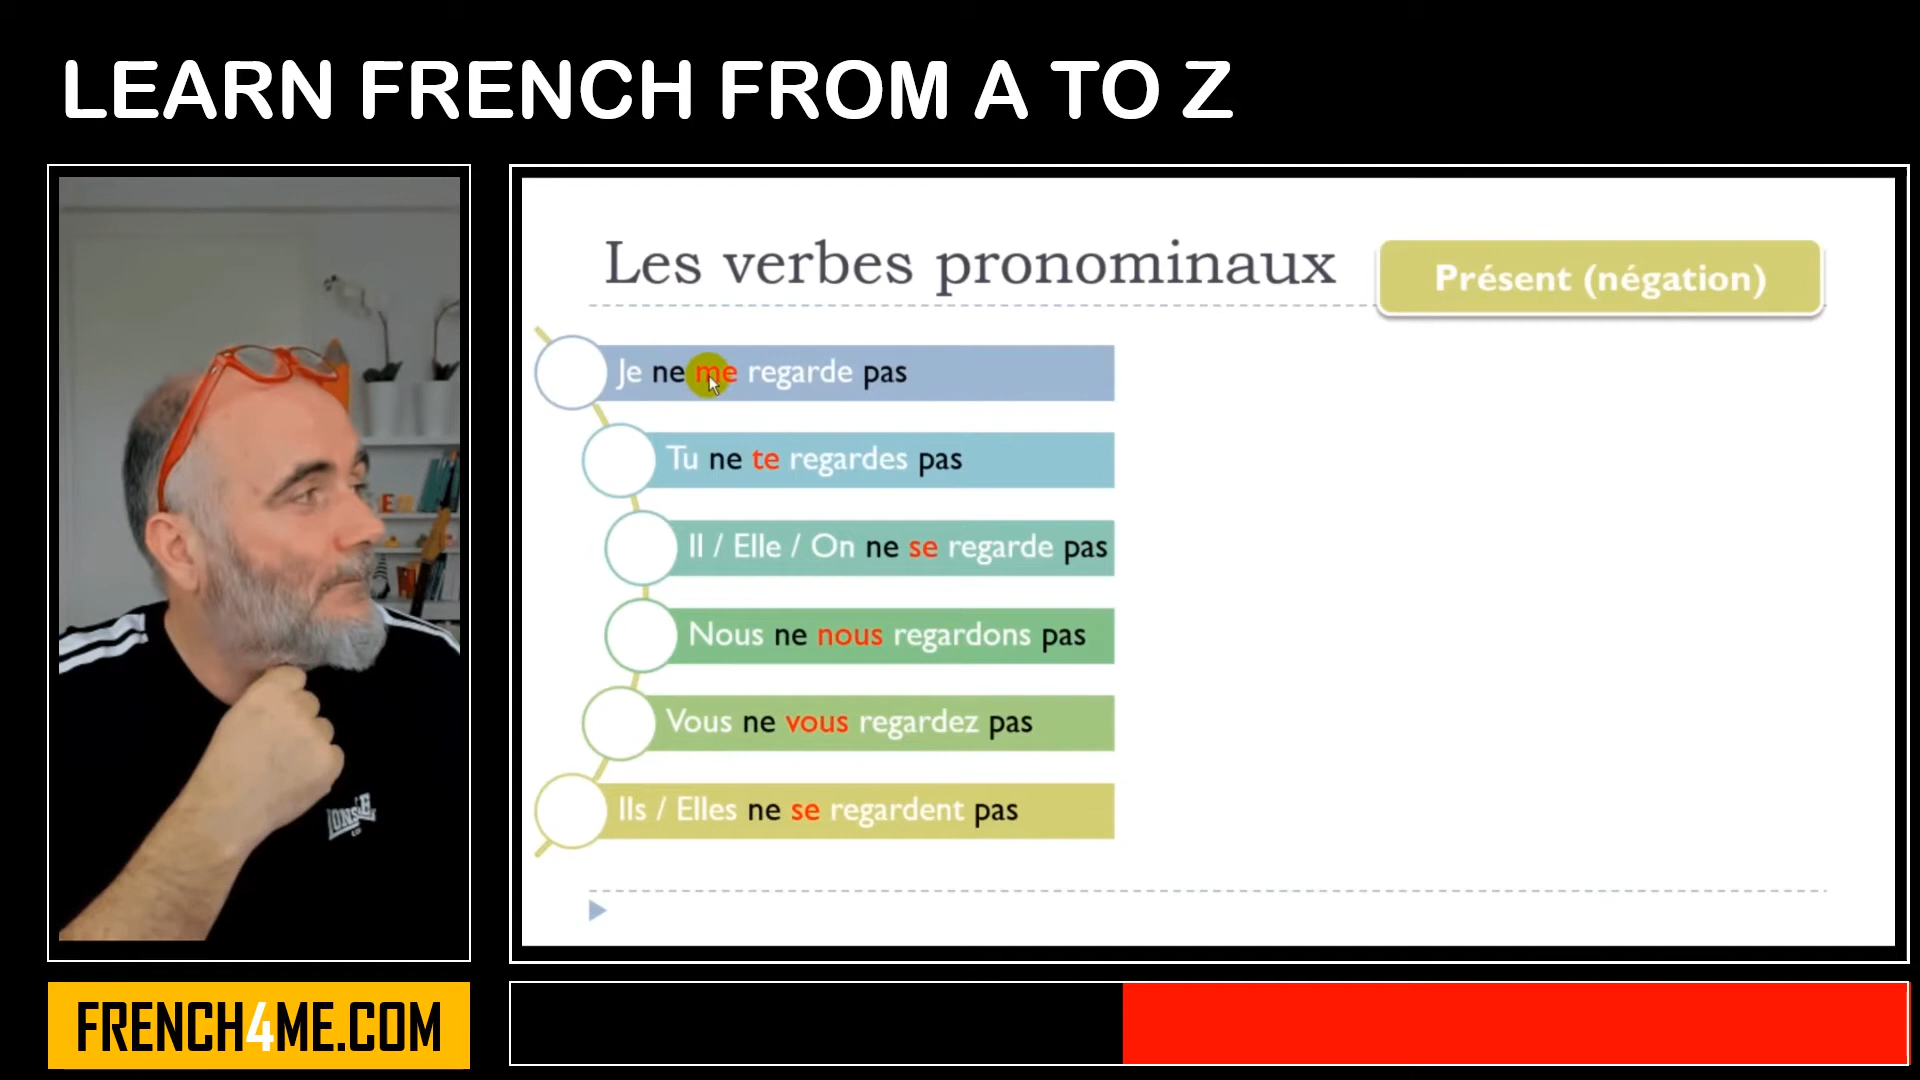 LEARN FRENCH FROM A TO Z
Les verbes pronominaux
Présent (négation)
Je ne me regarde pas
Tu ne te regardes pas
Il / Elle / On ne se regarde pas
Nous ne nous regardons pas
Vous ne vous regardez pas
Ils / Elles ne se regardent pas
LONSDALE
FRENCH4ME.COM